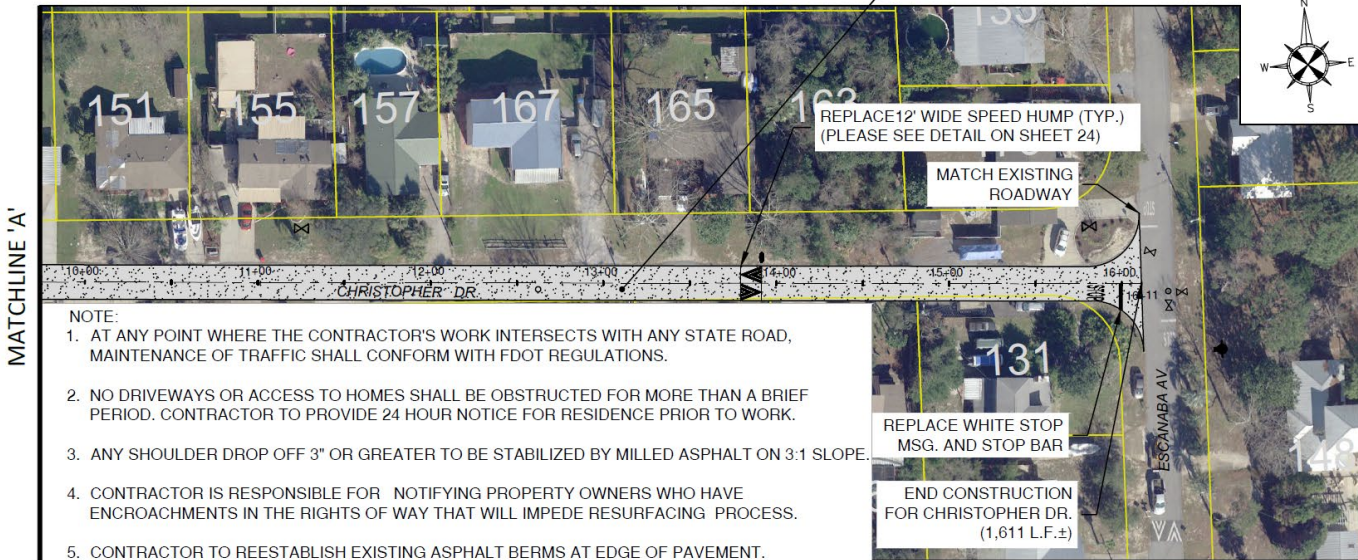 N
W E
S
MATCHLINE 'A'
151
155
157
167
165
163
135
REPLACE12' WIDE SPEED HUMP (TYP.)
(PLEASE SEE DETAIL ON SHEET 24)
MATCH EXISTING
ROADWAY
STOP
10+00
11+00
12+00
13+00
14+00
15+00
16+00
CHRISTOPHER DR.
STOP
NOTE:
1. AT ANY POINT WHERE THE CONTRACTOR'S WORK INTERSECTS WITH ANY STATE ROAD,
MAINTENANCE OF TRAFFIC SHALL CONFORM WITH FDOT REGULATIONS.
2. NO DRIVEWAYS OR ACCESS TO HOMES SHALL BE OBSTRUCTED FOR MORE THAN A BRIEF
PERIOD. CONTRACTOR TO PROVIDE 24 HOUR NOTICE FOR RESIDENCE PRIOR TO WORK.
3. ANY SHOULDER DROP OFF 3" OR GREATER TO BE STABILIZED BY MILLED ASPHALT ON 3:1 SLOPE.
4. CONTRACTOR IS RESPONSIBLE FOR NOTIFYING PROPERTY OWNERS WHO HAVE
ENCROACHMENTS IN THE RIGHTS OF WAY THAT WILL IMPEDE RESURFACING PROCESS.
5. CONTRACTOR TO REESTABLISH EXISTING ASPHALT BERMS AT EDGE OF PAVEMENT.
131
ESCANABA AV.
148
REPLACE WHITE STOP
MSG. AND STOP BAR
END CONSTRUCTION
FOR CHRISTOPHER DR.
(1,611 L.F.±)